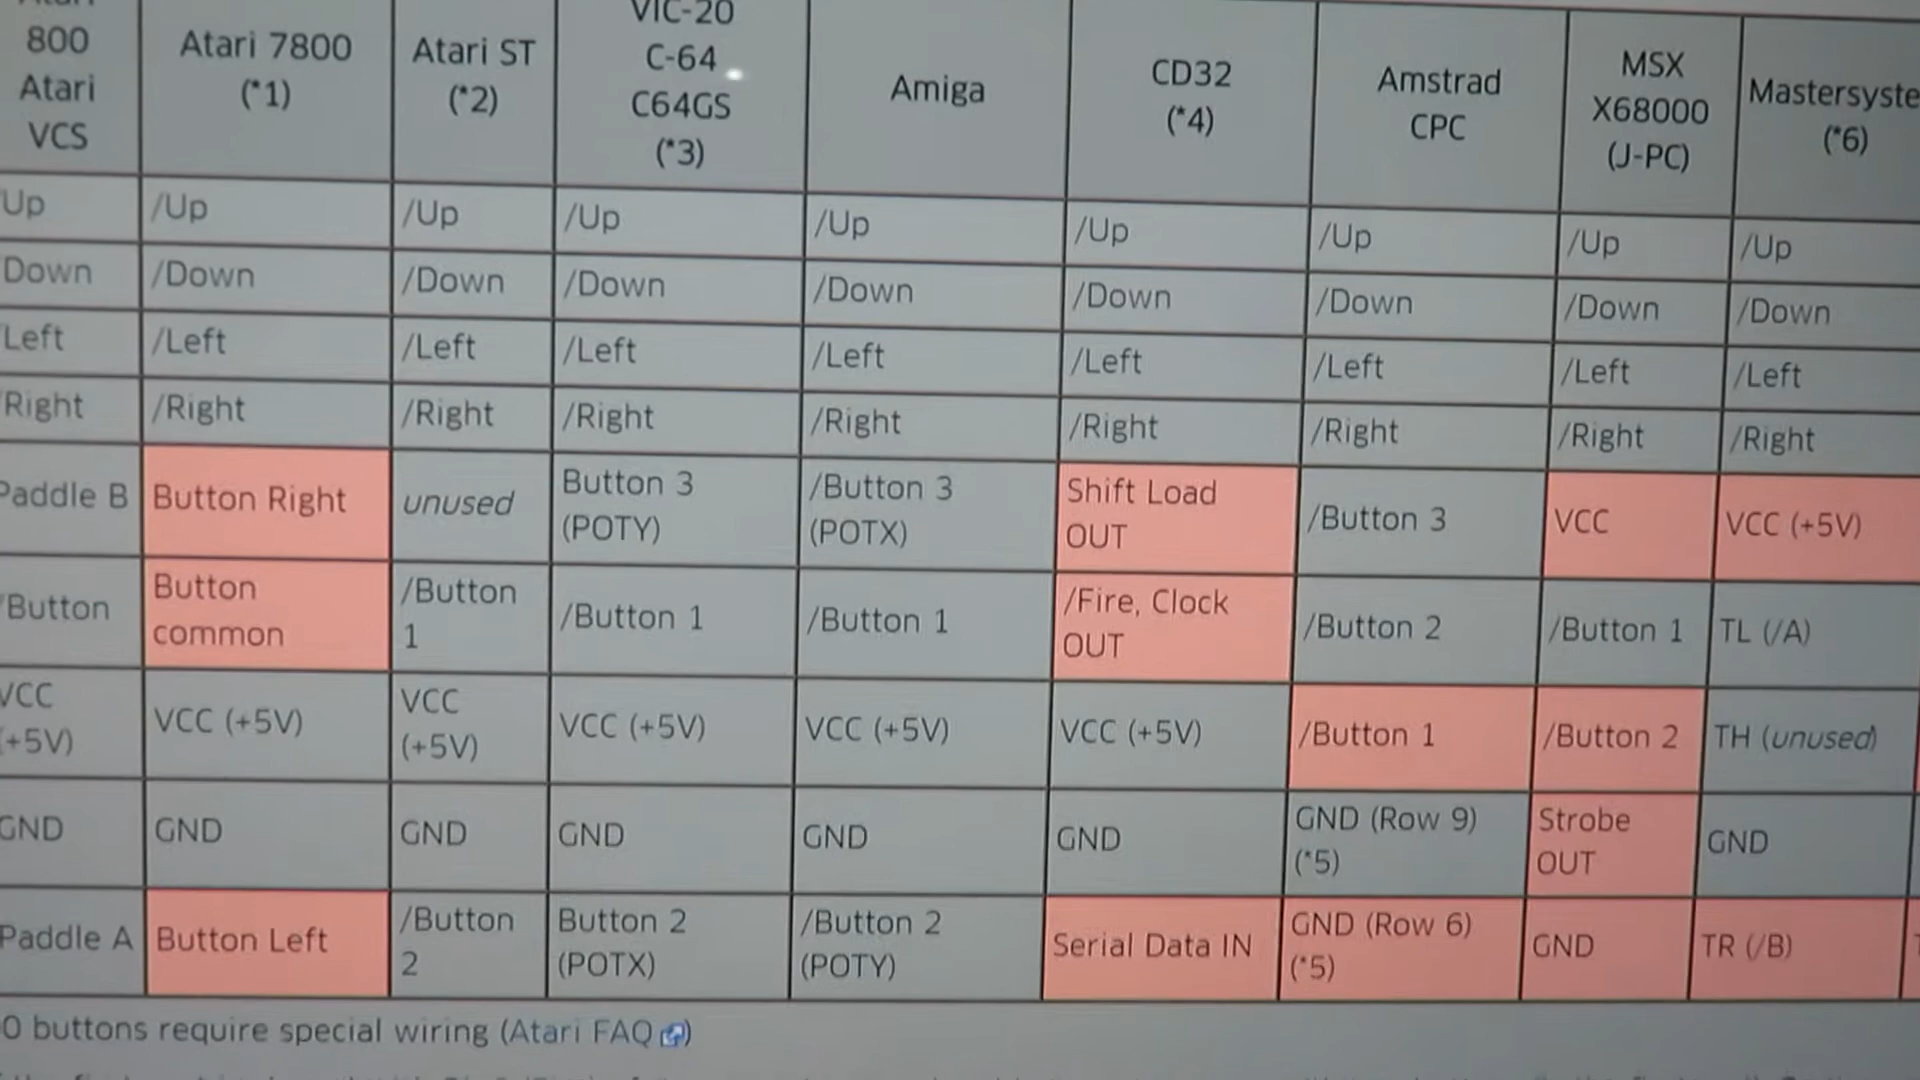 800
Atari
VCS
Atari 7800
(*1)
Atari ST
(*2)
VIC-20
C-64
C64GS
(*3)
Amiga
CD32
(*4)
Amstrad
CPC
MSX
X68000
(J-PC)
Mastersyste
(*6)
/Up /Up /Up /Up /Up /Up /Up /Up /Up
/Down /Down /Down /Down /Down /Down /Down /Down /Down
/Left /Left /Left /Left /Left /Left /Left /Left /Left
/Right /Right /Right /Right /Right /Right /Right /Right /Right
Paddle B
Button Right
unused
Button 3
(POTY)
/Button 3
(POTX)
Shift Load
OUT
/Button 3
VCC
VCC (+5V)
/Button
Button
common
/Button
1
/Button 1
/Button 1
/Fire, Clock
OUT
/Button 2
/Button 1
TL (/A)
VCC
(+5V)
VCC (+5V)
VCC
(+5V)
VCC (+5V)
VCC (+5V)
VCC (+5V)
/Button 1
/Button 2
TH (unused)
GND
GND
GND
GND
GND
GND
GND (Row 9)
(*5)
Strobe
OUT
GND
Paddle A
Button Left
/Button
2
Button 2
(POTX)
/Button 2
(POTY)
Serial Data IN
GND (Row 6)
(*5)
GND
TR (/B)
0 buttons require special wiring (Atari FAQ)